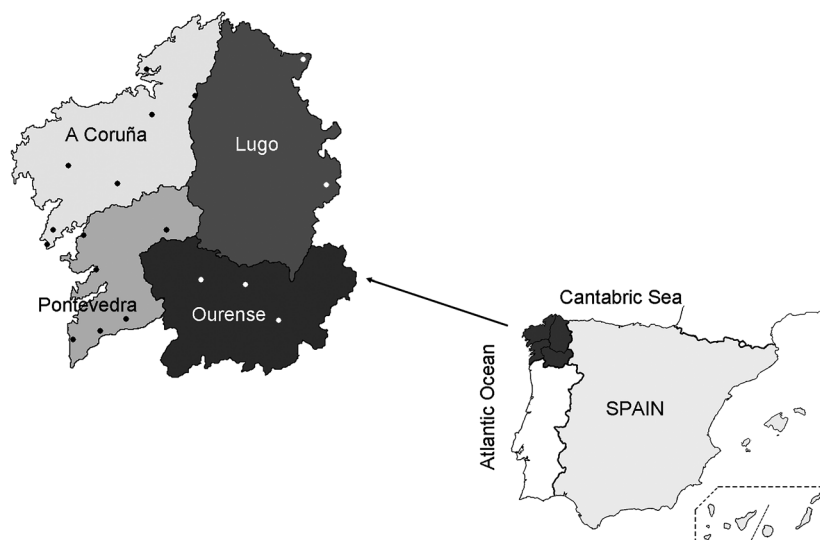 A Coruña
Lugo
Pontevedra
Ourense
Cantabric Sea
Atlantic Ocean
SPAIN